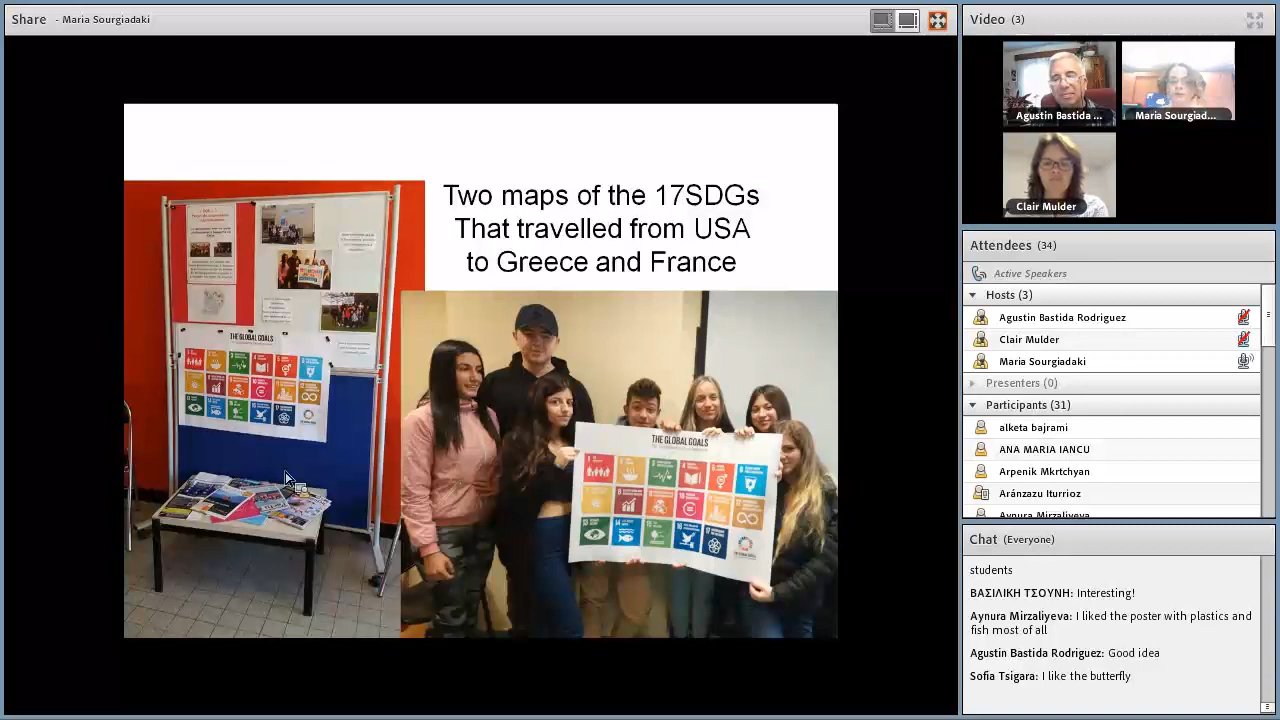 Share - Maria Sourgiadaki
Two maps of the 17SDGs
That travelled from USA
to Greece and France
THE GLOBAL GOALS
THE GLOBAL GOALS
Video (3)
Agustin Bastida ...
Maria Sourgiad...
Clair Mulder
Attendees (34)
Active Speakers
Hosts (3)
Agustin Bastida Rodriguez
Clair Mulder
Maria Sourgiadaki
Presenters (0)
Participants (31)
alketa bajrami
ANA MARIA IANCU
Arpenik Mkrtchyan
Aránzazu Iturrioz
Aynura Mirzaliyeva
Chat (Everyone)
students
ΒΑΣΙΛΙΚΗ ΤΣΟΥΝΗ: Interesting!
Aynura Mirzaliyeva: I liked the poster with plastics and
fish most of all
Agustin Bastida Rodriguez: Good idea
Sofia Tsigara: I like the butterfly